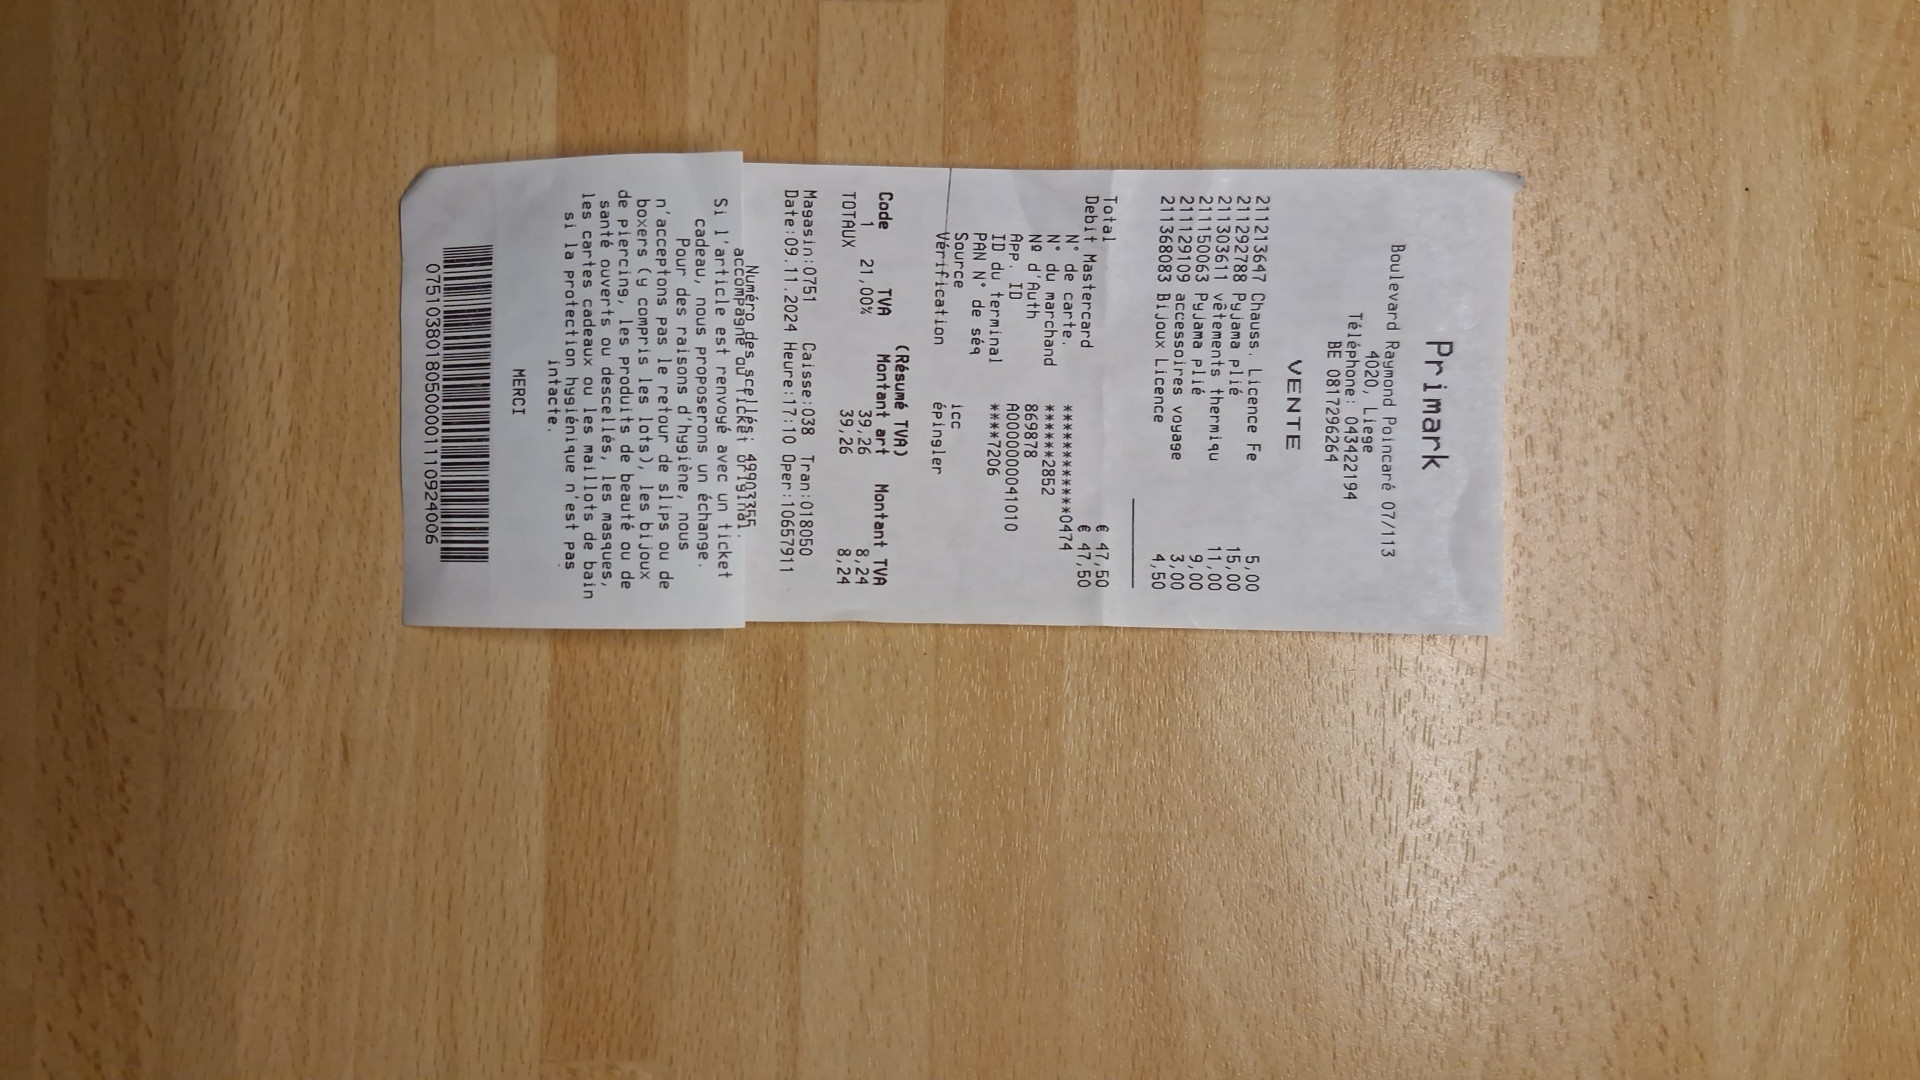 Primark
Boulevard Raymond Poincaré 07/113
4020, Liege
Téléphone: 043422194
BE 0817296264
VENTE
211213647 Chauss. Licence Fe 5,00
211292788 Pyjama plié 15,00
211303611 vêtements thermiqu 11,00
211150063 Pyjama plié 9,00
211129109 accessoires voyage 3,00
211368083 Bijoux Licence 4,50
Total € 47,50
Debit Mastercard € 47,50
N° de carte. ************0474
N° du marchand ******2852
Nº d'Auth 869878
App. ID A0000000041010
ID du terminal ****7206
PAN N° de séq
Source icc
Vérification épingler
(Résumé TVA)
Code TVA Montant art Montant TVA
1 21,00% 39,26 8,24
TOTAUX 39,26 8,24
Magasin:0751 Caisse:038 Tran:018050
Date:09.11.2024 Heure:17:10 Oper:10657911
Numéro des scellés: 49903355
accompagné du ticket original.
Si l'article est renvoyé avec un ticket
cadeau, nous proposerons un échange.
Pour des raisons d'hygiène, nous
n'acceptons pas le retour de slips ou de
boxers (y compris les lots), les bijoux
de piercing, les produits de beauté ou de
santé ouverts ou descellés, les masques,
les cartes cadeaux ou les maillots de bain
si la protection hygiénique n'est pas
intacte.
MERCI
07510380180500001110924006